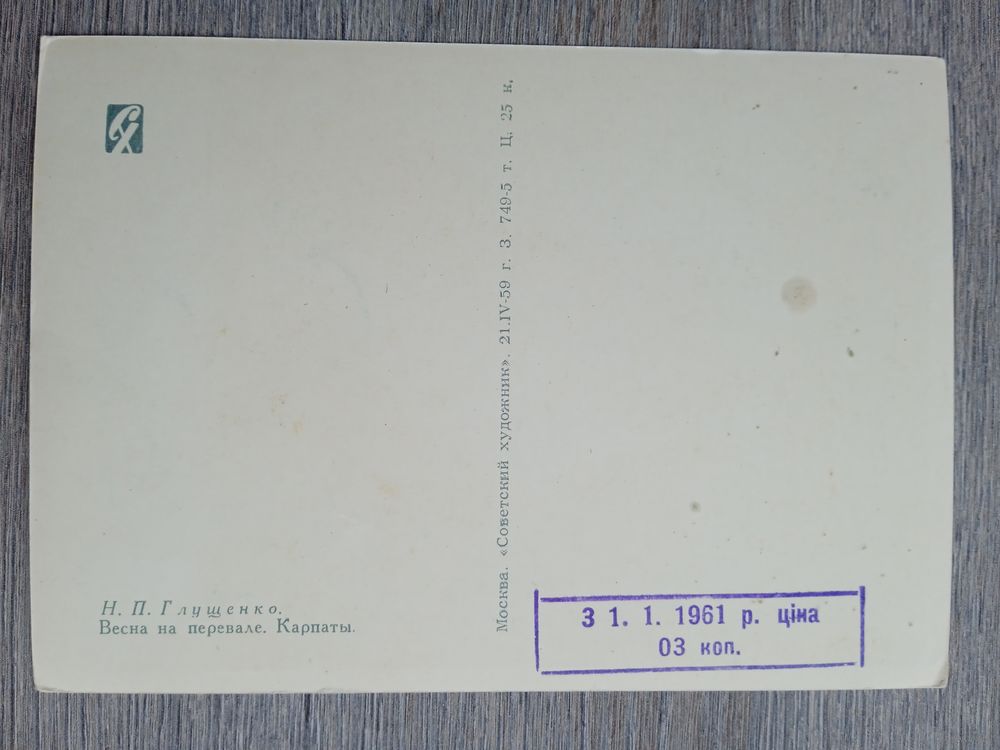 СХ
Н. П. Глущенко.
Весна на перевале. Карпаты.
Москва. «Советский художник». 21.IV-59 г. З. 749-5 т. Ц. 25 к.
З 1. 1. 1961 р. ціна
03 коп.